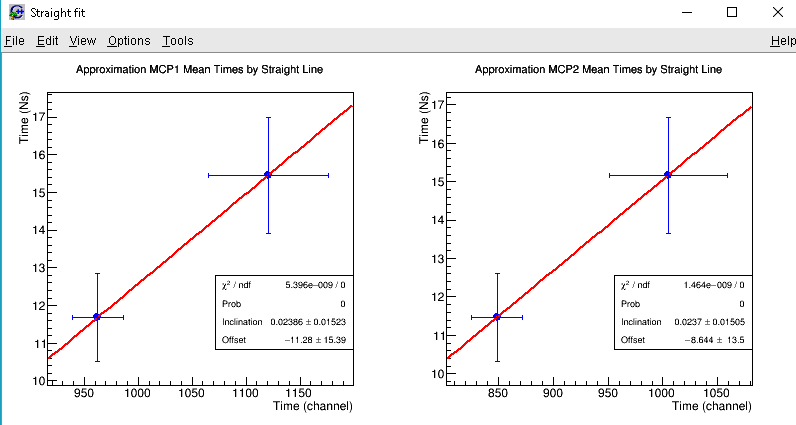 Straight fit
File Edit View Options Tools Help
Approximation MCP1 Mean Times by Straight Line
Time (Ns)
17
16
15
14
13
12
11
10
950 1000 1050 1100 1150
Time (channel)
χ² / ndf 5.396e−009 / 0
Prob 0
Inclination 0.02386 ± 0.01523
Offset −11.28 ± 15.39
Approximation MCP2 Mean Times by Straight Line
Time (Ns)
17
16
15
14
13
12
11
10
850 900 950 1000 1050
Time (channel)
χ² / ndf 1.464e−009 / 0
Prob 0
Inclination 0.0237 ± 0.01505
Offset −8.644 ± 13.5